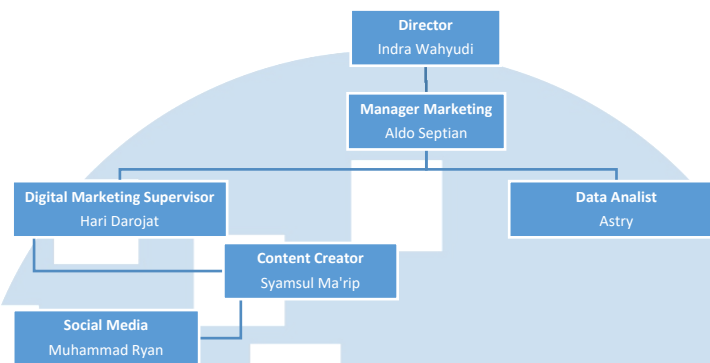 Director
Indra Wahyudi
Manager Marketing
Aldo Septian
Digital Marketing Supervisor
Hari Darojat
Data Analist
Astry
Content Creator
Syamsul Ma'rip
Social Media
Muhammad Ryan